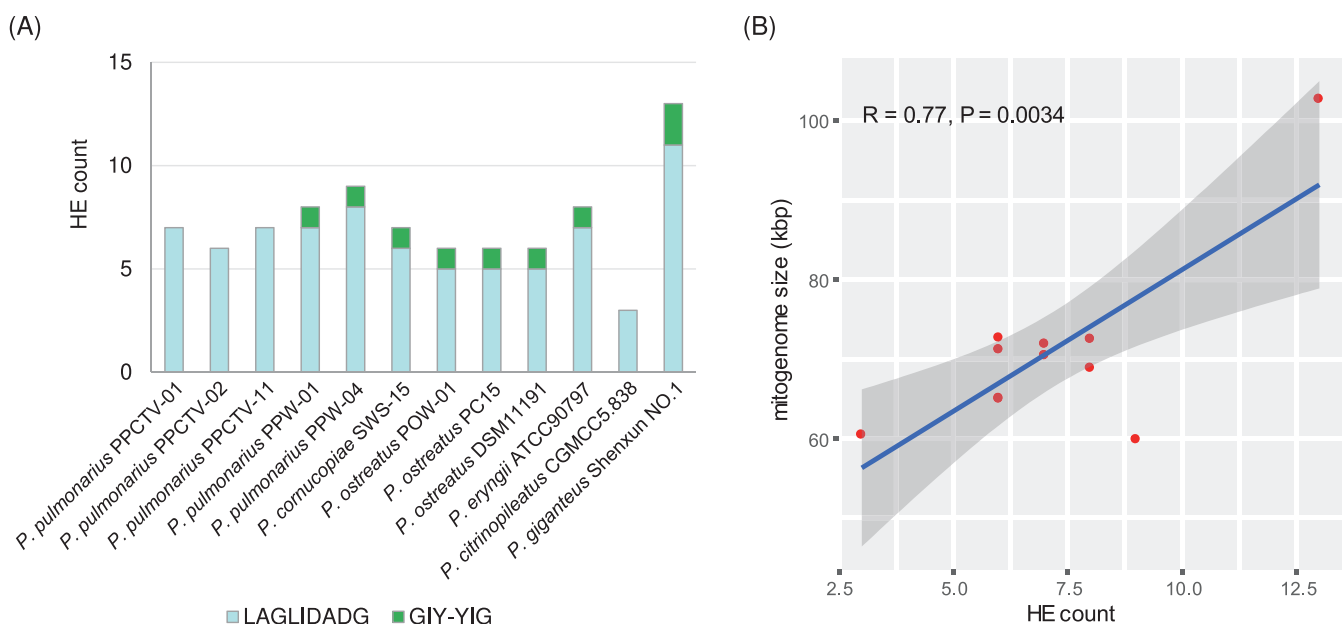 (A)
15
10
5
0
HE count
P. pulmonarius PPCTV-01
P. pulmonarius PPCTV-02
P. pulmonarius PPCTV-11
P. pulmonarius PPW-01
P. pulmonarius PPW-04
P. cornucopiae SWS-15
P. ostreatus POW-01
P. ostreatus PC15
P. ostreatus DSM11191
P. eryngii ATCC90797
P. citrinopileatus CGMCC5.838
P. giganteus Shenxun NO.1
LAGLIDADG GIY-YIG
(B)
R = 0.77, P = 0.0034
100
80
60
mitogenome size (kbp)
2.5 5.0 7.5 10.0 12.5
HE count